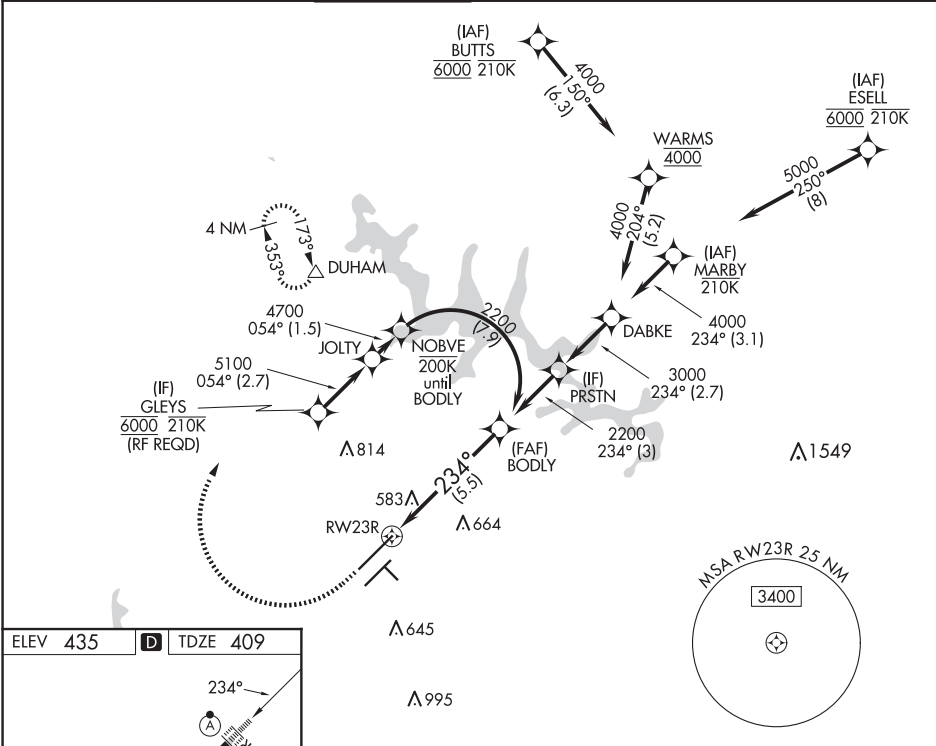 (IAF)
BUTTS
6000 210K
4000
150°
(6.3)
(IAF)
ESELL
6000 210K
5000
250°
(8)
WARMS
4000
4000
204°
(5.2)
4 NM
173°
353°
DUHAM
(IAF)
MARBY
210K
4000
234° (3.1)
DABKE
3000
234° (2.7)
2200
(7.9)
4700
054° (1.5)
JOLTY
NOBVE
200K
until
BODLY
5100
054° (2.7)
(IF)
GLEYS
6000 210K
(RF REQD)
(IF)
PRSTN
2200
234° (3)
(FAF)
BODLY
814
1549
234°
(5.5)
583
664
RW23R
MSA RW23R 25 NM
3400
645
995
ELEV 435 D TDZE 409
234°
A